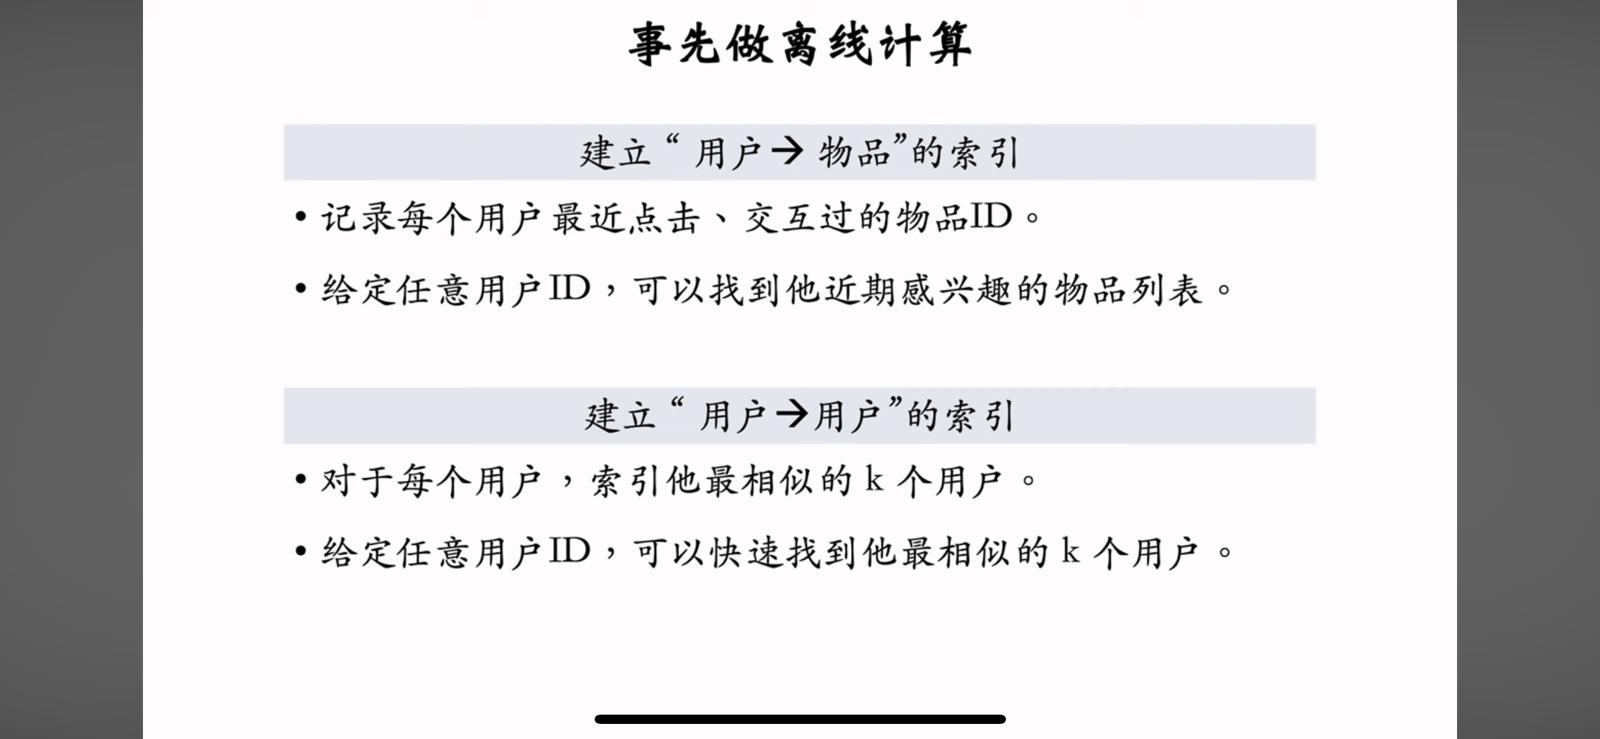 事先做离线计算
建立“ 用户→ 物品”的索引
• 记录每个用户最近点击、交互过的物品ID。
• 给定任意用户ID，可以找到他近期感兴趣的物品列表。
建立“ 用户→用户”的索引
• 对于每个用户，索引他最相似的 k 个用户。
• 给定任意用户ID，可以快速找到他最相似的 k 个用户。